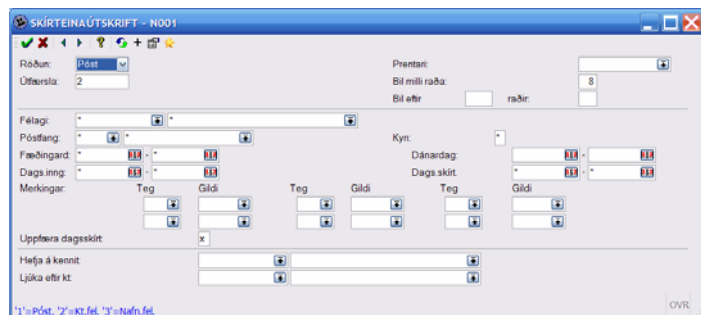 SKÍRTEINAÚTSKRIFT - N001
Röðun: Póst Prentari:
Útfærsla: 2 Bil milli raða: 8
Bil eftir raðir:
Félagi: * *
Póstfang: * * Kyn: *
Fæðingard: * - * Dánardag: -
Dags.inng: * - * Dags.skírt. * - *
Merkingar: Teg Gildi Teg Gildi Teg Gildi
Uppfæra dagsskírt x
Hefja á kennit:
Ljúka eftir kt:
'1'=Póst, '2'=Kt.fel, '3'=Nafn.fel. OVR